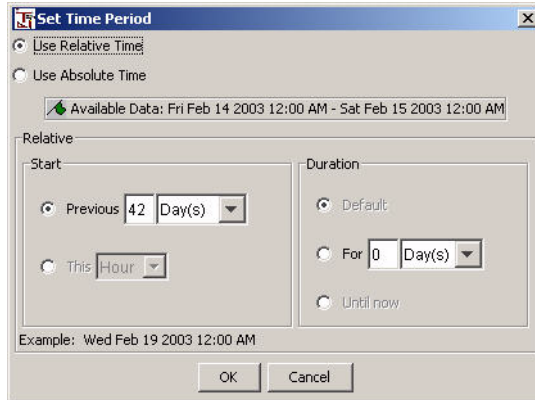 Set Time Period
Use Relative Time
Use Absolute Time
Available Data: Fri Feb 14 2003 12:00 AM - Sat Feb 15 2003 12:00 AM
Relative
Start
Previous 42 Day(s)
This Hour
Duration
Default
For 0 Day(s)
Until now
Example: Wed Feb 19 2003 12:00 AM
OK Cancel